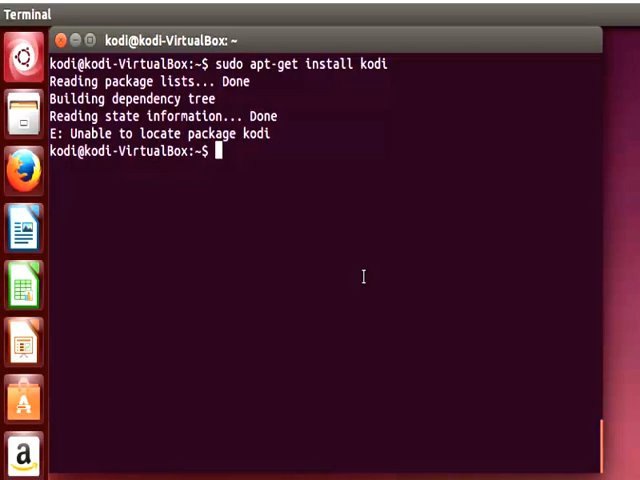 Terminal
kodi@kodi-VirtualBox: ~
kodi@kodi-VirtualBox:~$ sudo apt-get install kodi
Reading package lists... Done
Building dependency tree
Reading state information... Done
E: Unable to locate package kodi
kodi@kodi-VirtualBox:~$